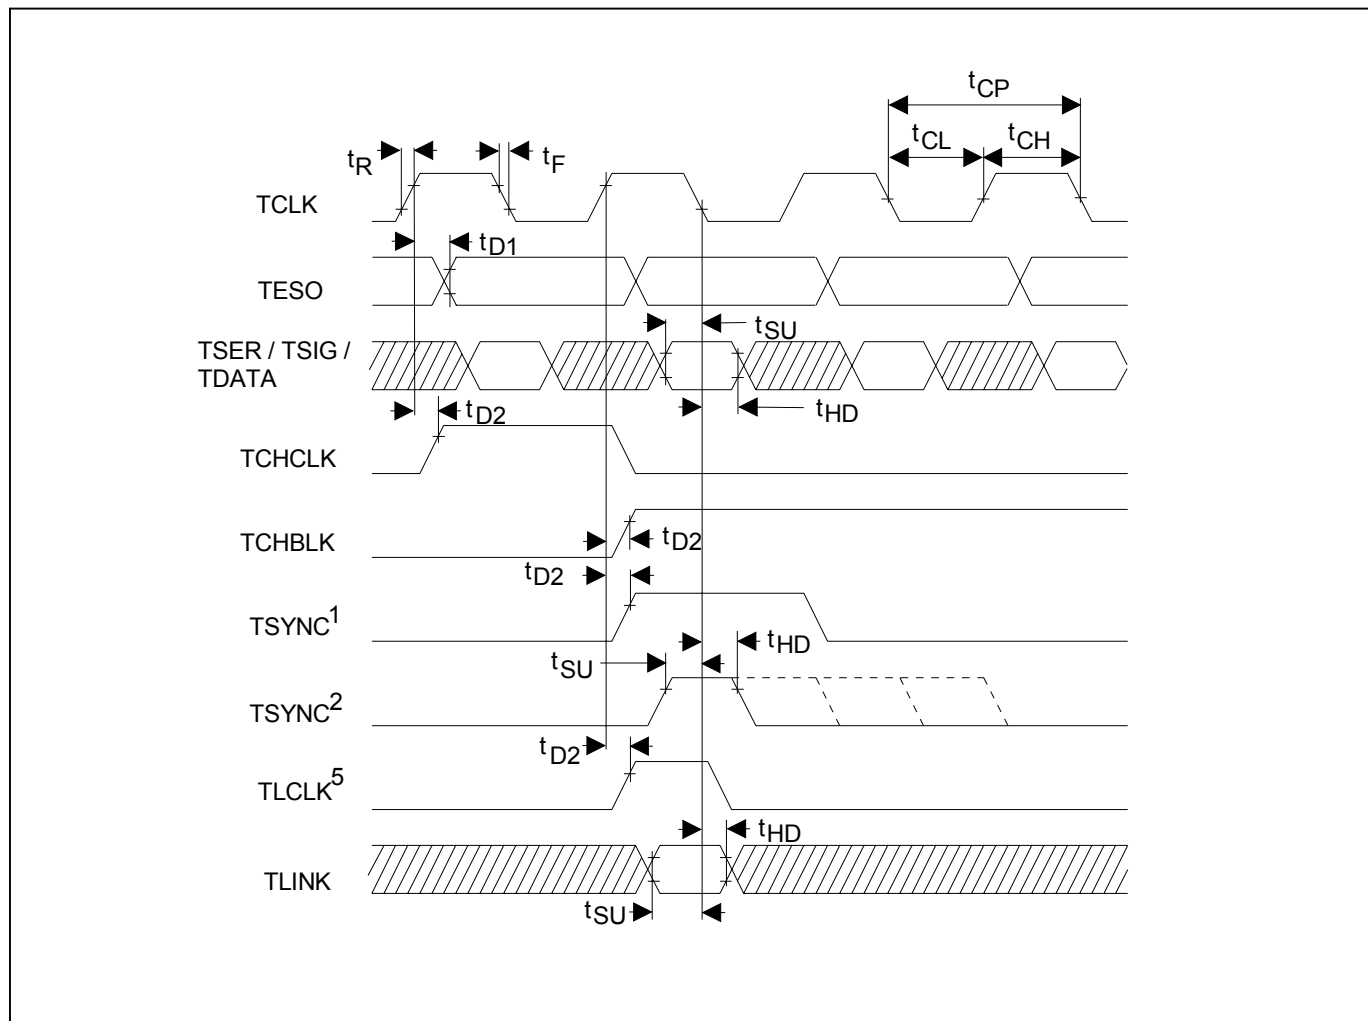 tCP
tCL tCH
tR tF
TCLK
tD1
TESO
tSU
TSER / TSIG /
TDATA
tD2 tHD
TCHCLK
TCHBLK tD2
tD2
TSYNC1
tHD
tSU
TSYNC2
tD2
TLCLK5
tHD
TLINK
tSU